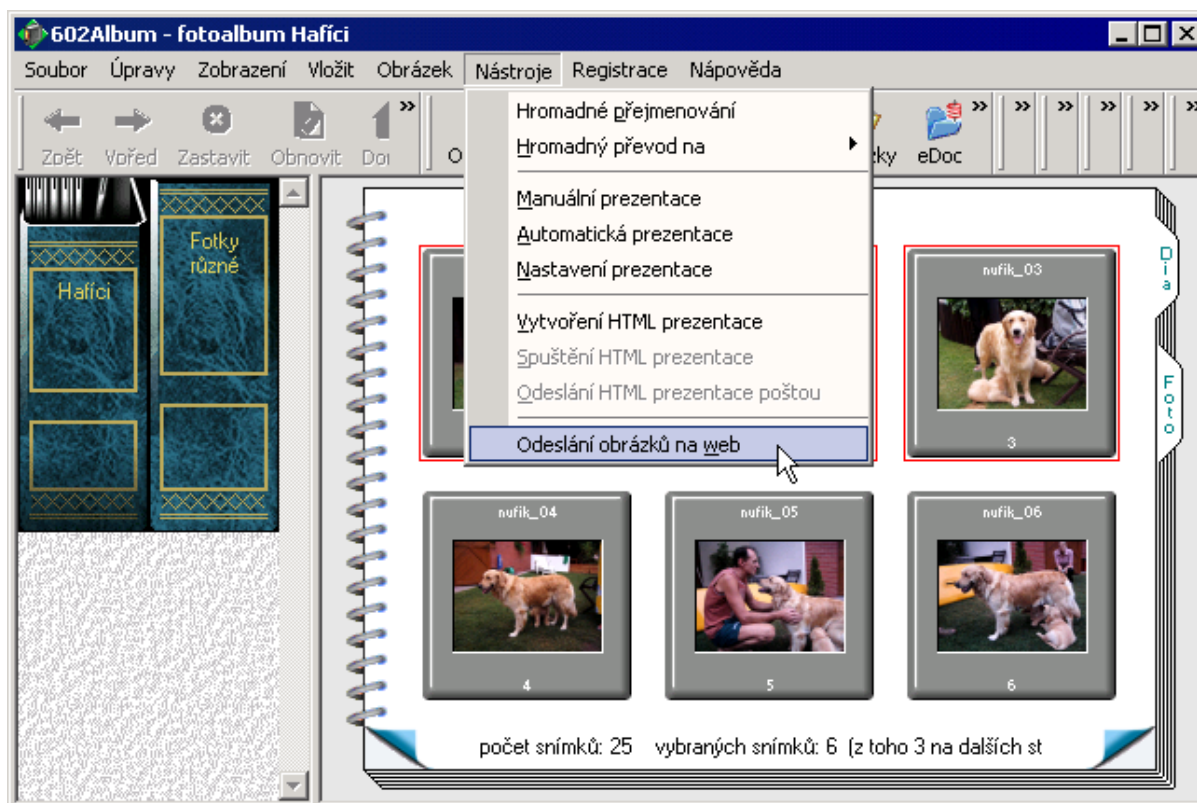 602Album - fotoalbum Hafíci
Soubor Úpravy Zobrazení Vložit Obrázek Nástroje Registrace Nápověda
Zpět Vpřed Zastavit Obnovit eDoc
Hromadné přejmenování
Hromadný převod na
Manuální prezentace
Automatická prezentace
Nastavení prezentace
Vytvoření HTML prezentace
Spuštění HTML prezentace
Odeslání HTML prezentace poštou
Odeslání obrázků na web
Hafíci
Fotky
různé
nufik_03
3
Dia
Foto
nufik_04
4
nufik_05
5
nufik_06
6
počet snímků: 25 vybraných snímků: 6 (z toho 3 na dalších st